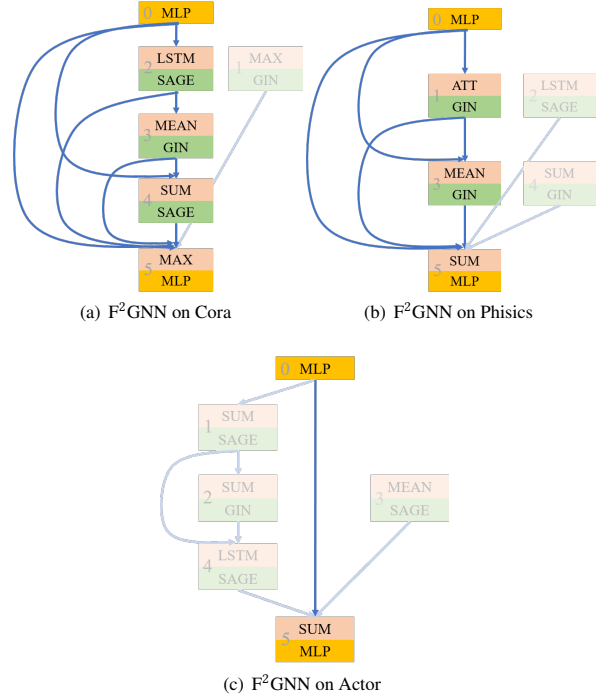 0 MLP
2 LSTM
SAGE
1 MAX
GIN
3 MEAN
GIN
4 SUM
SAGE
5 MAX
MLP
(a) F²GNN on Cora
0 MLP
1 ATT
GIN
2 LSTM
SAGE
3 MEAN
GIN
4 SUM
GIN
5 SUM
MLP
(b) F²GNN on Phisics
0 MLP
1 SUM
SAGE
2 SUM
GIN
3 MEAN
SAGE
4 LSTM
SAGE
5 SUM
MLP
(c) F²GNN on Actor